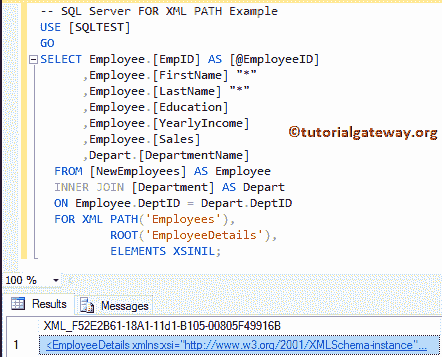 -- SQL Server FOR XML PATH Example
USE [SQLTEST]
GO
SELECT Employee.[EmpID] AS [@EmployeeID]
,Employee.[FirstName] "*"
,Employee.[LastName] "*"
,Employee.[Education]
,Employee.[YearlyIncome]
,Employee.[Sales]
,Depart.[DepartmentName]
©tutorialgateway.org
FROM [NewEmployees] AS Employee
INNER JOIN [Department] AS Depart
ON Employee.DeptID = Depart.DeptID
FOR XML PATH('Employees'),
ROOT('EmployeeDetails'),
ELEMENTS XSINIL;
100 %
Results Messages
XML_F52E2B61-18A1-11d1-B105-00805F49916B
1 <EmployeeDetails xmlns:xsi="http://www.w3.org/2001/XMLSchema-instance"...